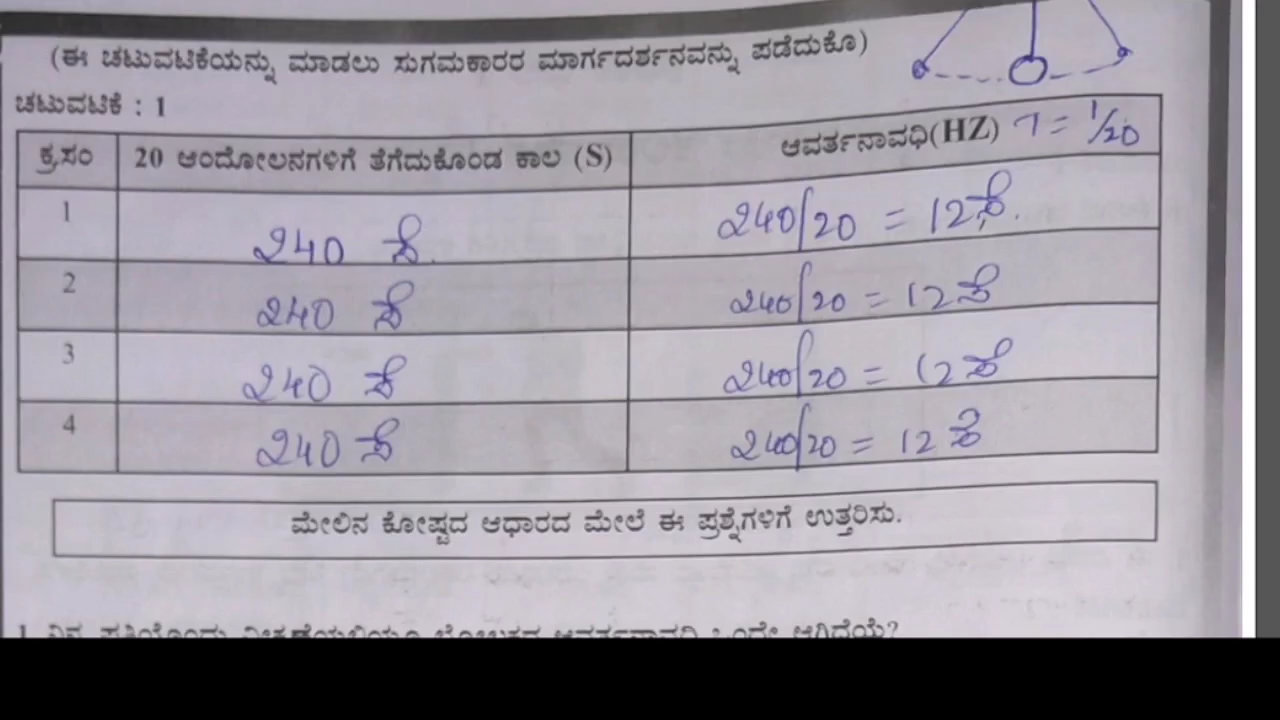 (ಈ ಚಟುವಟಿಕೆಯನ್ನು ಮಾಡಲು ಸುಗಮಕಾರರ ಮಾರ್ಗದರ್ಶನವನ್ನು ಪಡೆದುಕೊ)
ಚಟುವಟಿಕೆ : 1
ಕ್ರ.ಸಂ 20 ಆಂದೋಲನಗಳಿಗೆ ತೆಗೆದುಕೊಂಡ ಕಾಲ (S) ಆವರ್ತನಾವಧಿ(HZ) T = 1/20
1 240 ಸೆ. 240/20 = 12ಸೆ.
2 240 ಸೆ 240/20 = 12 ಸೆ
3 240 ಸೆ 240/20 = 12 ಸೆ
4 240 ಸೆ 240/20 = 12 ಸೆ
ಮೇಲಿನ ಕೋಷ್ಟದ ಆಧಾರದ ಮೇಲೆ ಈ ಪ್ರಶ್ನೆಗಳಿಗೆ ಉತ್ತರಿಸು.